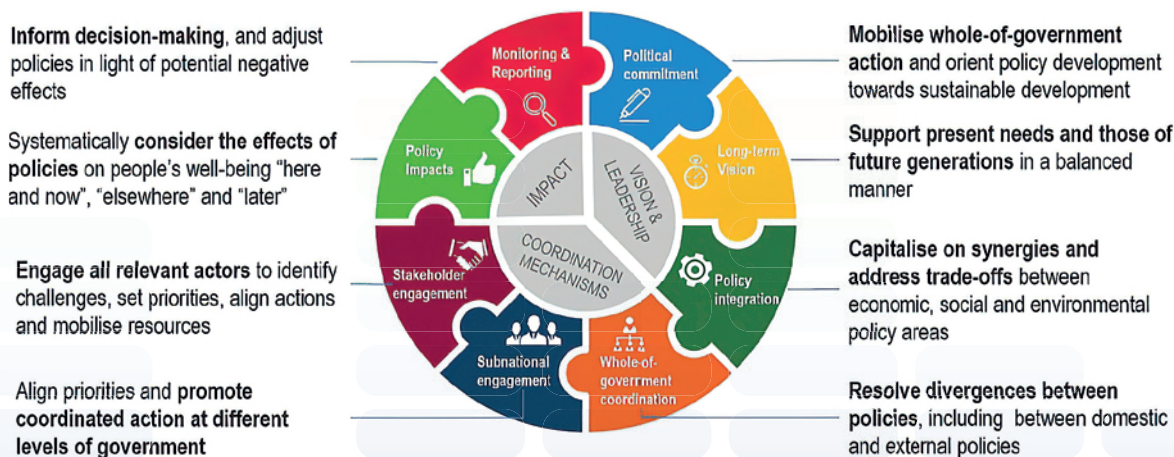 Inform decision-making, and adjust
policies in light of potential negative
effects
Systematically consider the effects of
policies on people's well-being "here
and now", "elsewhere" and "later"
Engage all relevant actors to identify
challenges, set priorities, align actions
and mobilise resources
Align priorities and promote
coordinated action at different
levels of government
Monitoring &
Reporting
Political
commitment
Policy
Impacts
Long-term
Vision
IMPACT
VISION &
LEADERSHIP
COORDINATION
MECHANISMS
Stakeholder
engagement
Policy
integration
Subnational
engagement
Whole-of-
government
coordination
Mobilise whole-of-government
action and orient policy development
towards sustainable development
Support present needs and those of
future generations in a balanced
manner
Capitalise on synergies and
address trade-offs between
economic, social and environmental
policy areas
Resolve divergences between
policies, including between domestic
and external policies